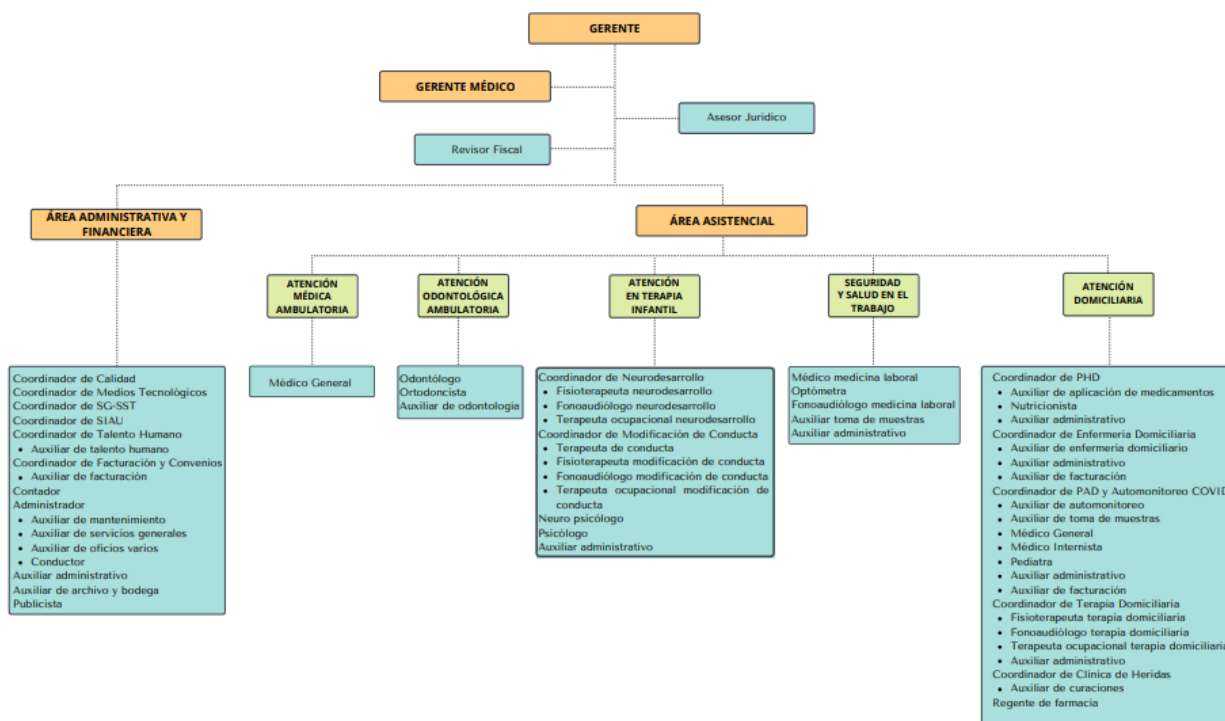 GERENTE
GERENTE MÉDICO
Asesor Jurídico
Revisor Fiscal
ÁREA ADMINISTRATIVA Y
FINANCIERA
ÁREA ASISTENCIAL
ATENCIÓN
MÉDICA
AMBULATORIA
ATENCIÓN
ODONTOLÓGICA
AMBULATORIA
ATENCIÓN
EN TERAPIA
INFANTIL
SEGURIDAD
Y SALUD EN EL
TRABAJO
ATENCIÓN
DOMICILIARIA
Coordinador de Calidad
Coordinador de Medios Tecnológicos
Coordinador de SG-SST
Coordinador de SIAU
Coordinador de Talento Humano
• Auxiliar de talento humano
Coordinador de Facturación y Convenios
• Auxiliar de facturación
Contador
Administrador
• Auxiliar de mantenimiento
• Auxiliar de servicios generales
• Auxiliar de oficios varios
• Conductor
Auxiliar administrativo
Auxiliar de archivo y bodega
Publicista
Médico General
Odontólogo
Ortodoncista
Auxiliar de odontología
Coordinador de Neurodesarrollo
• Fisioterapeuta neurodesarrollo
• Fonoaudiólogo neurodesarrollo
• Terapeuta ocupacional neurodesarrollo
Coordinador de Modificación de Conducta
• Terapeuta de conducta
• Fisioterapeuta modificación de conducta
• Fonoaudiólogo modificación de conducta
• Terapeuta ocupacional modificación de
conducta
Neuro psicólogo
Psicólogo
Auxiliar administrativo
Médico medicina laboral
Optómetra
Fonoaudiólogo medicina laboral
Auxiliar toma de muestras
Auxiliar administrativo
Coordinador de PHD
• Auxiliar de aplicación de medicamentos
• Nutricionista
• Auxiliar administrativo
Coordinador de Enfermería Domiciliaria
• Auxiliar de enfermería domiciliario
• Auxiliar administrativo
• Auxiliar de facturación
Coordinador de PAD y Automonitoreo COVID
• Auxiliar de automonitoreo
• Auxiliar de toma de muestras
• Médico General
• Médico Internista
• Pediatra
• Auxiliar administrativo
• Auxiliar de facturación
Coordinador de Terapia Domiciliaria
• Fisioterapeuta terapia domiciliaria
• Fonoaudiólogo terapia domiciliaria
• Terapeuta ocupacional terapia domiciliaria
• Auxiliar administrativo
Coordinador de Clínica de Heridas
• Auxiliar de curaciones
Regente de farmacia